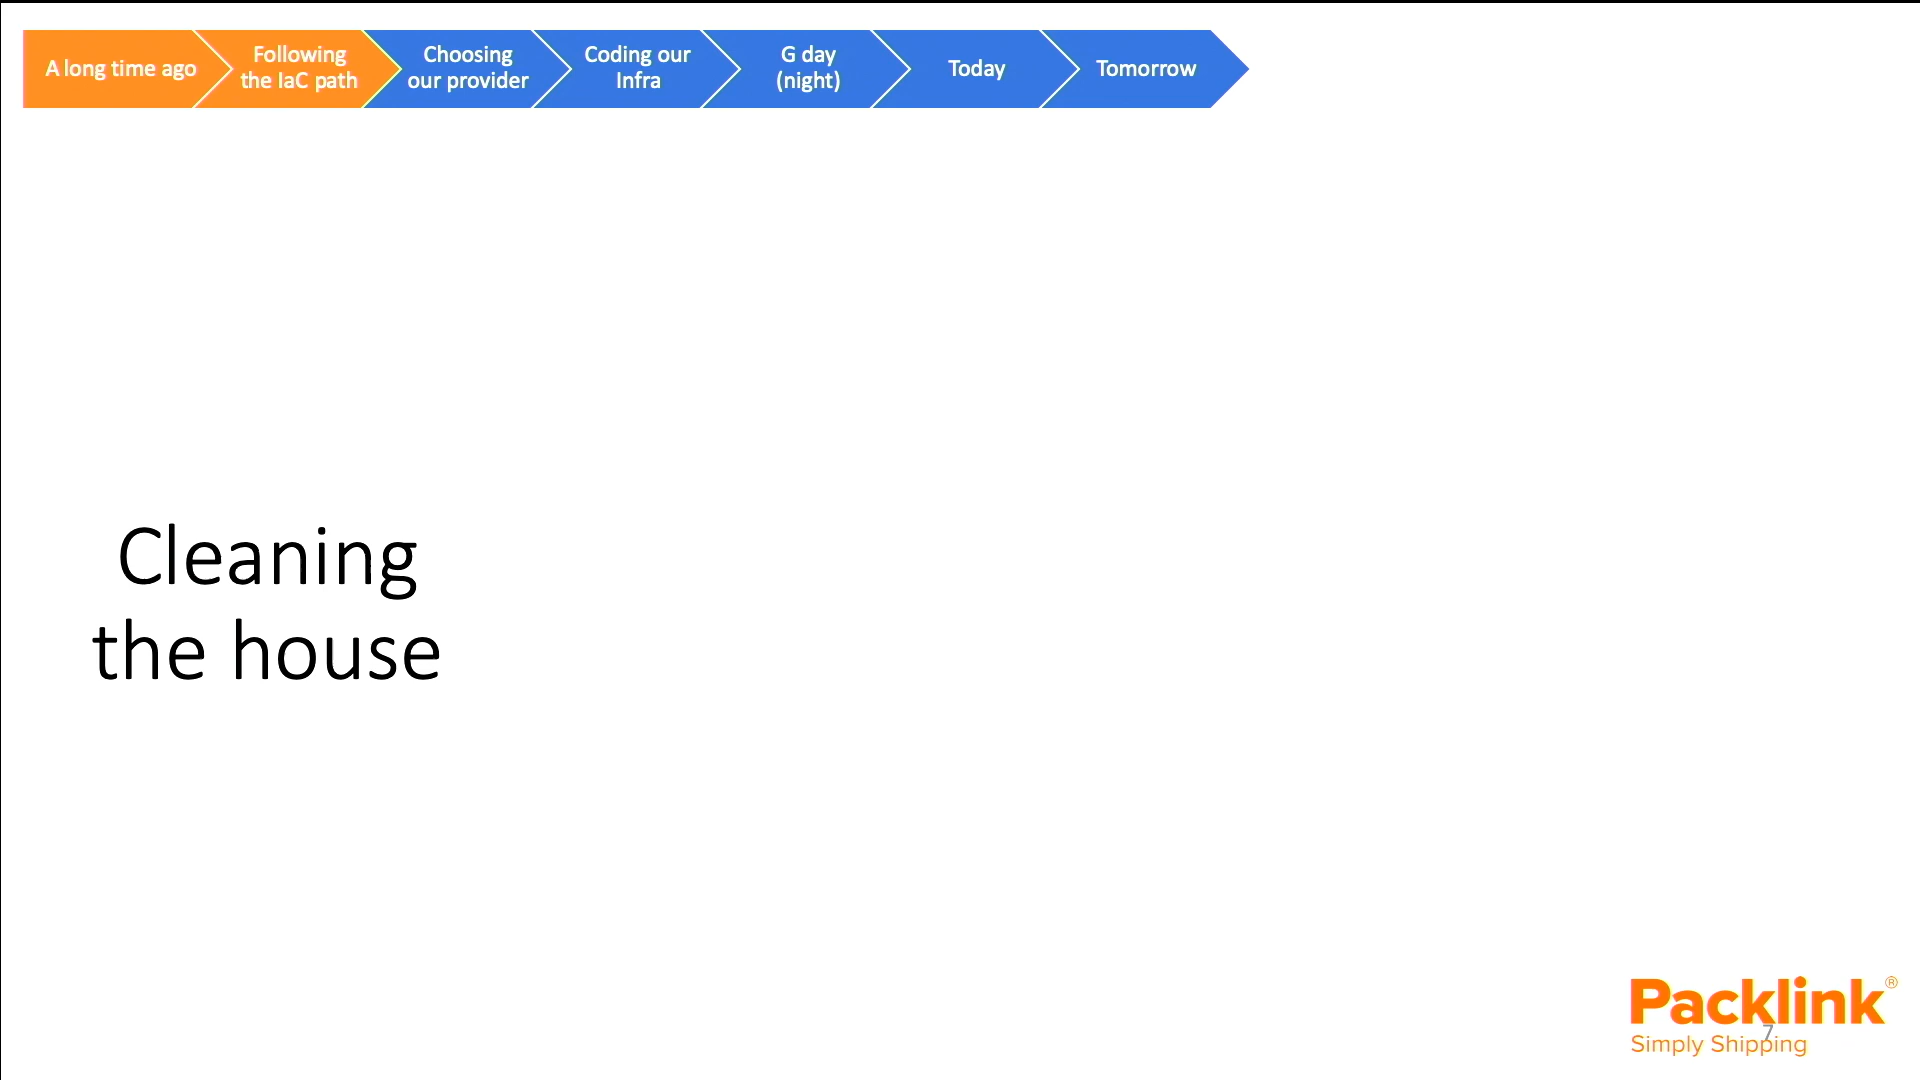 A long time ago
Following
the IaC path
Choosing
our provider
Coding our
Infra
G day
(night)
Today
Tomorrow
Cleaning
the house
Packlink®
7
Simply Shipping